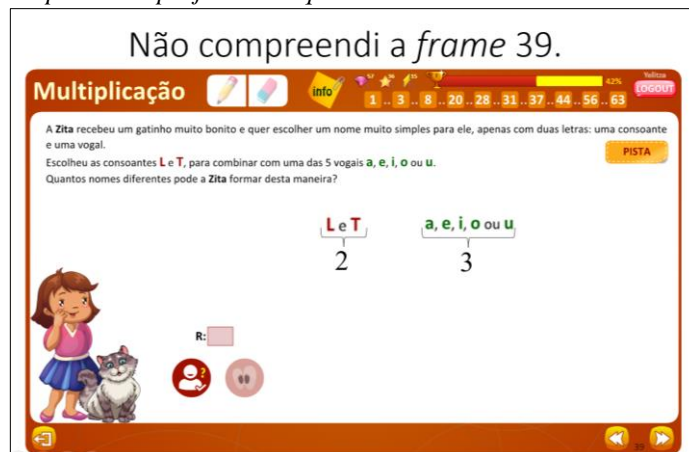 Não compreendi a frame 39.
Multiplicação
info
42%
Yelitza
LOGOUT
1 .. 3 .. 8 .. 20 .. 28 .. 31 .. 37 .. 44 .. 56 .. 63
A Zita recebeu um gatinho muito bonito e quer escolher um nome muito simples para ele, apenas com duas letras: uma consoante
e uma vogal.
PISTA
Escolheu as consoantes L e T, para combinar com uma das 5 vogais a, e, i, o ou u.
Quantos nomes diferentes pode a Zita formar desta maneira?
L e T
a, e, i, o ou u
2
3
R:
?
39